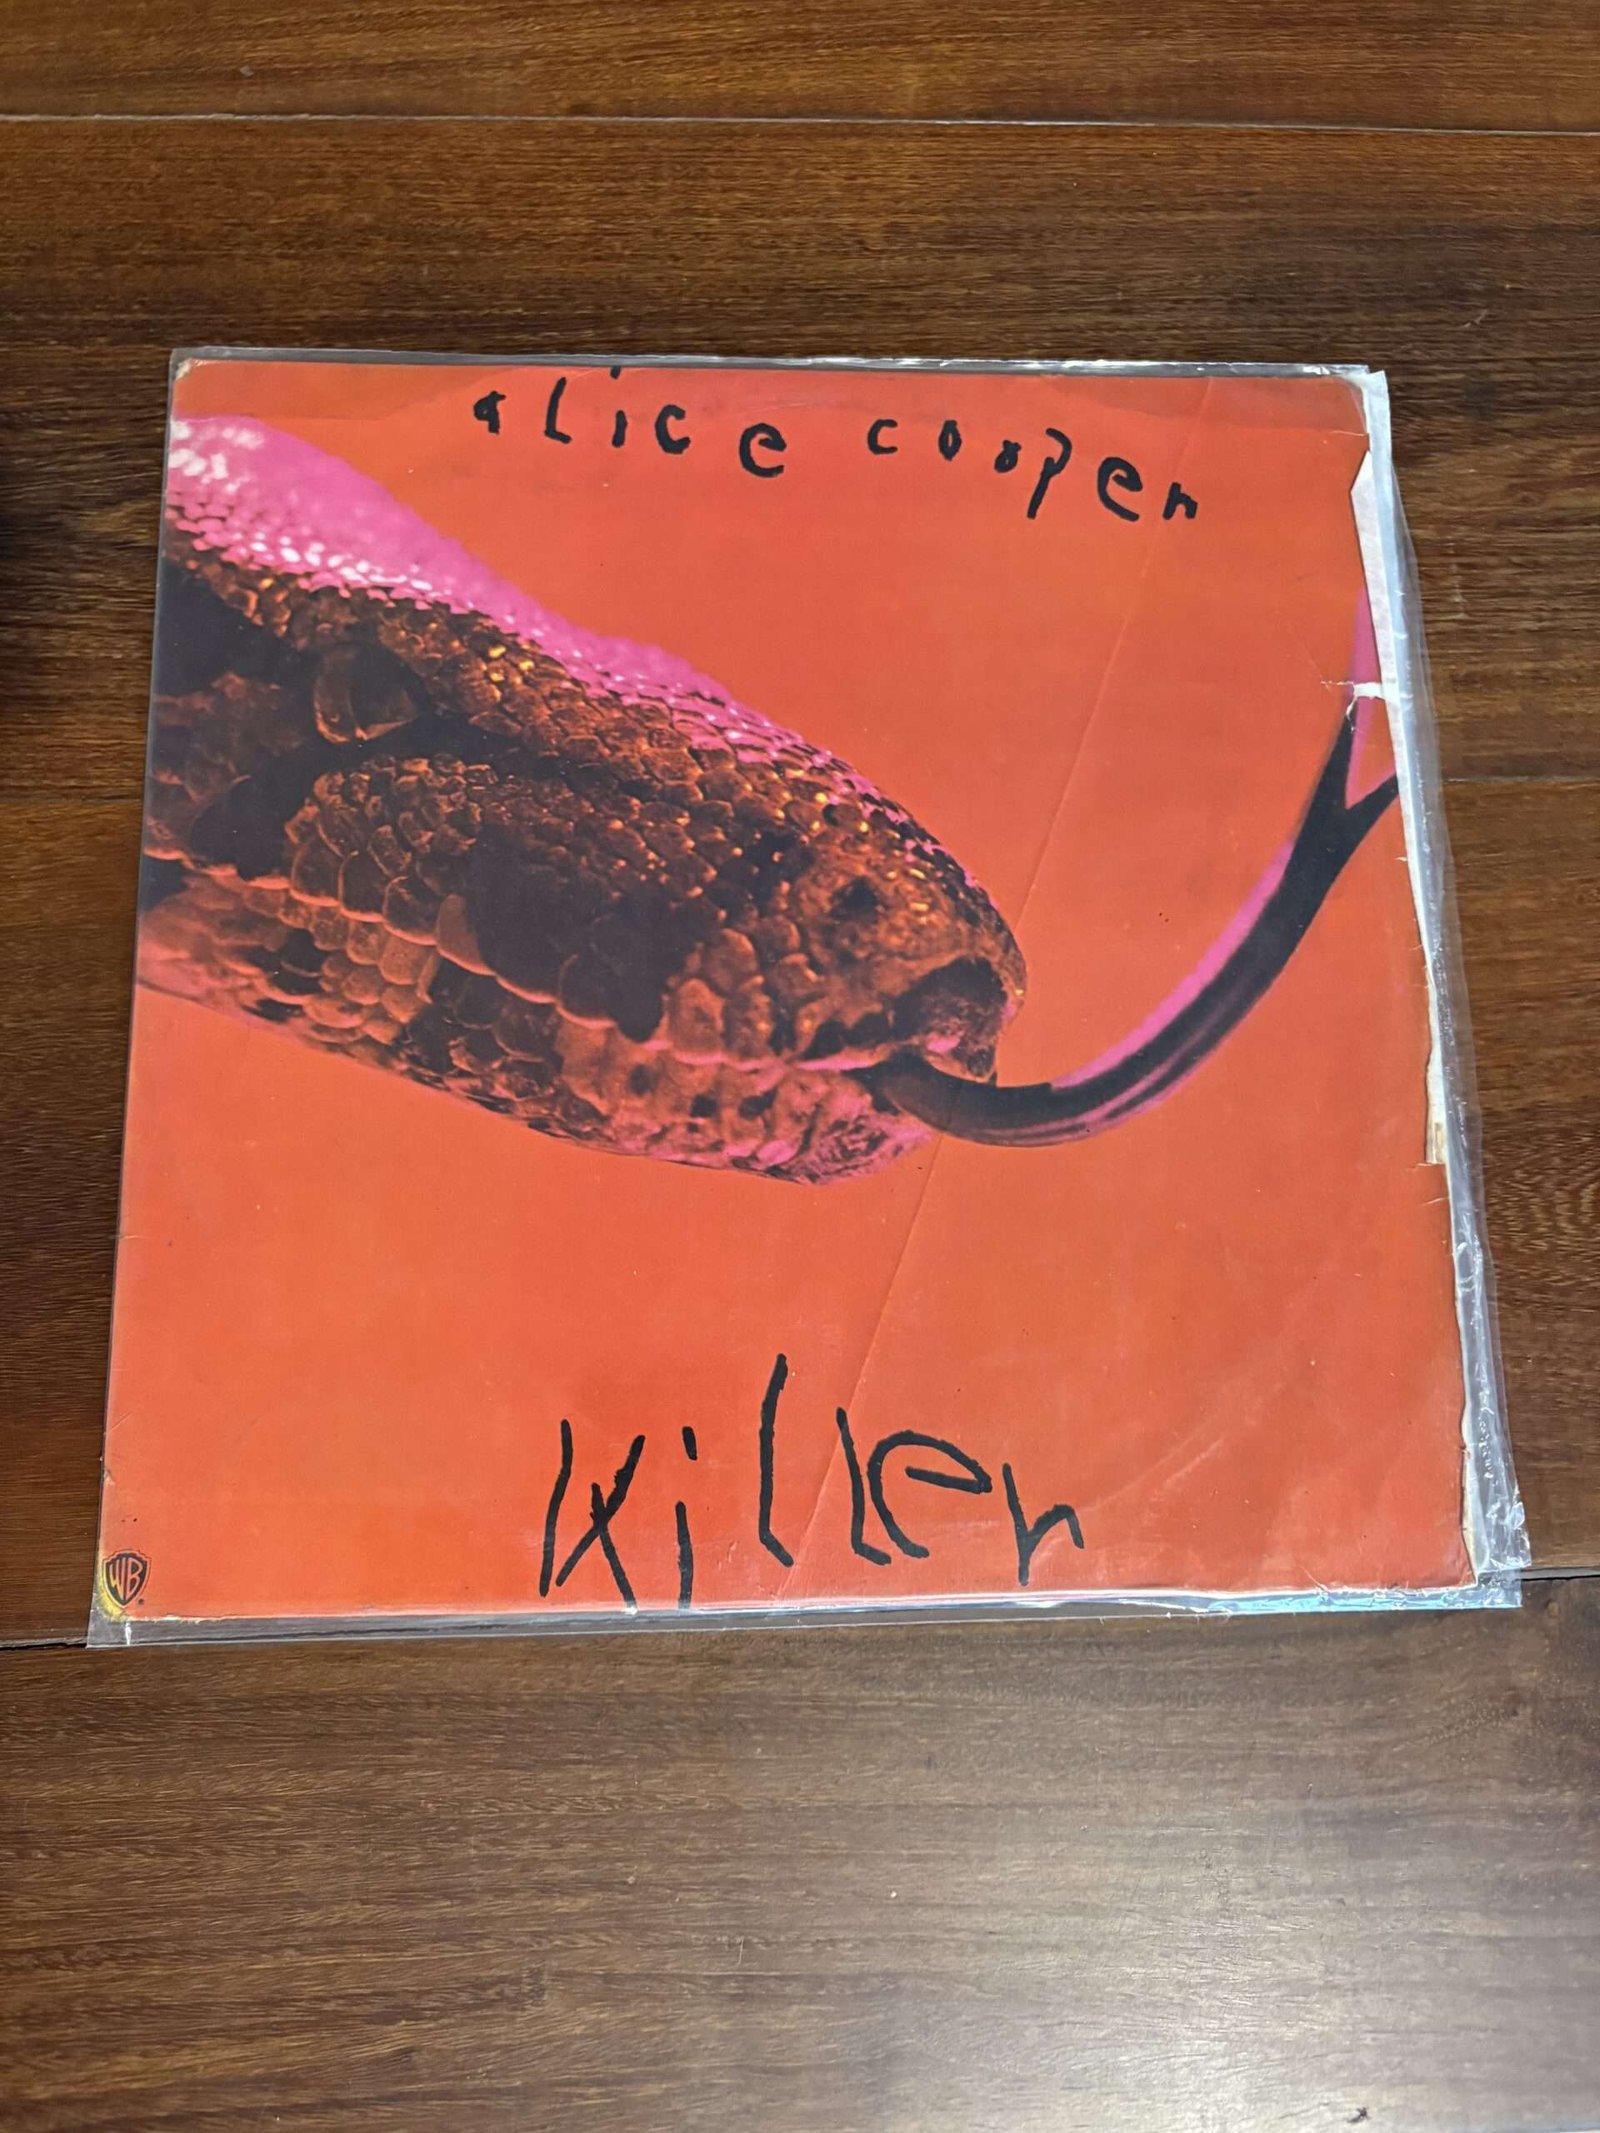 alice cooper
killer
WB